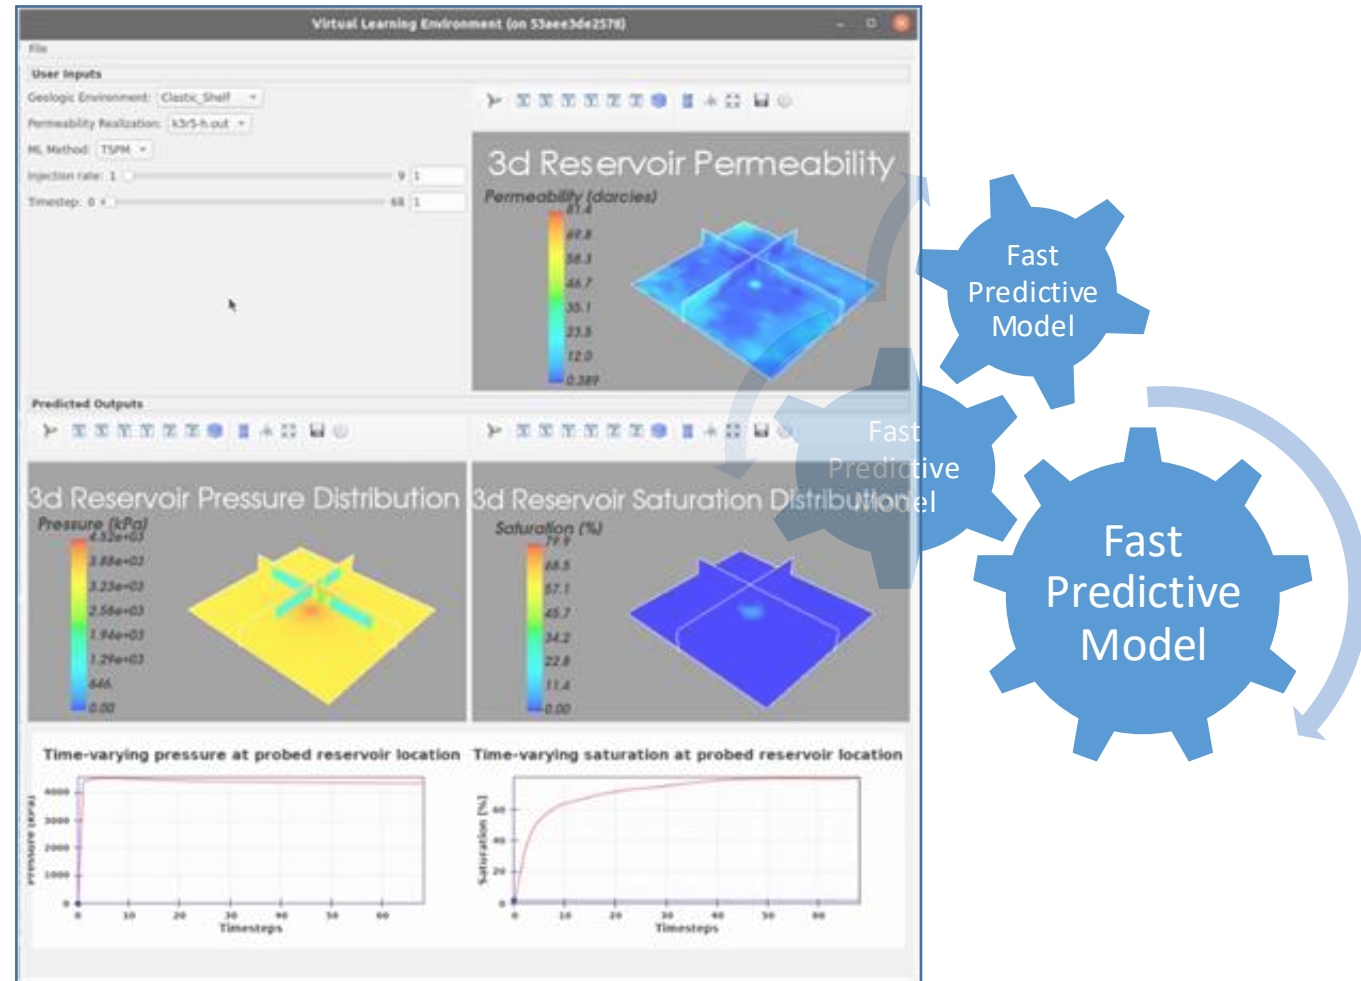 Virtual Learning Environment (on 53aee3de2578)
File
User Inputs
Geologic Environment: Clastic_Shelf
Permeability Realization: k3r5-h.out
ML Method: TSPM
Injection rate: 1 9 1
Timestep: 0 68 1
3d Reservoir Permeability
Permeability (darcies)
81.4
69.8
58.3
46.7
35.1
23.5
12.0
0.389
Predicted Outputs
3d Reservoir Pressure Distribution
Pressure (kPa)
4.52e+03
3.88e+03
3.23e+03
2.58e+03
1.94e+03
1.29e+03
646.
0.00
3d Reservoir Saturation Distribution
Saturation (%)
79.9
68.5
57.1
45.7
34.2
22.8
11.4
0.00
Time-varying pressure at probed reservoir location
Pressure (kPa)
4000
3000
2000
1000
0
0 10 20 30 40 50 60
Timesteps
Time-varying saturation at probed reservoir location
Saturation [%]
60
40
20
0
0 10 20 30 40 50 60
Timesteps
Fast
Predictive
Model
Fast
Predictive
Model
Fast
Predictive
Model